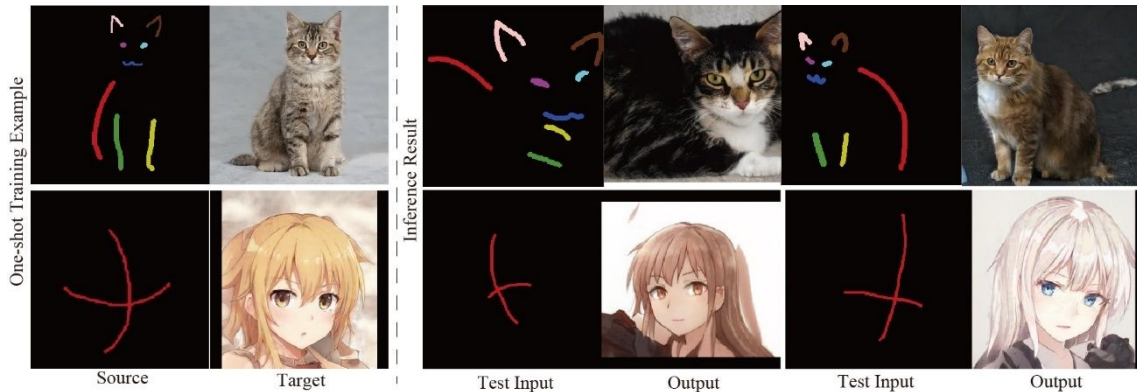 One-shot Training Example
Inference Result
Source
Target
Test Input
Output
Test Input
Output